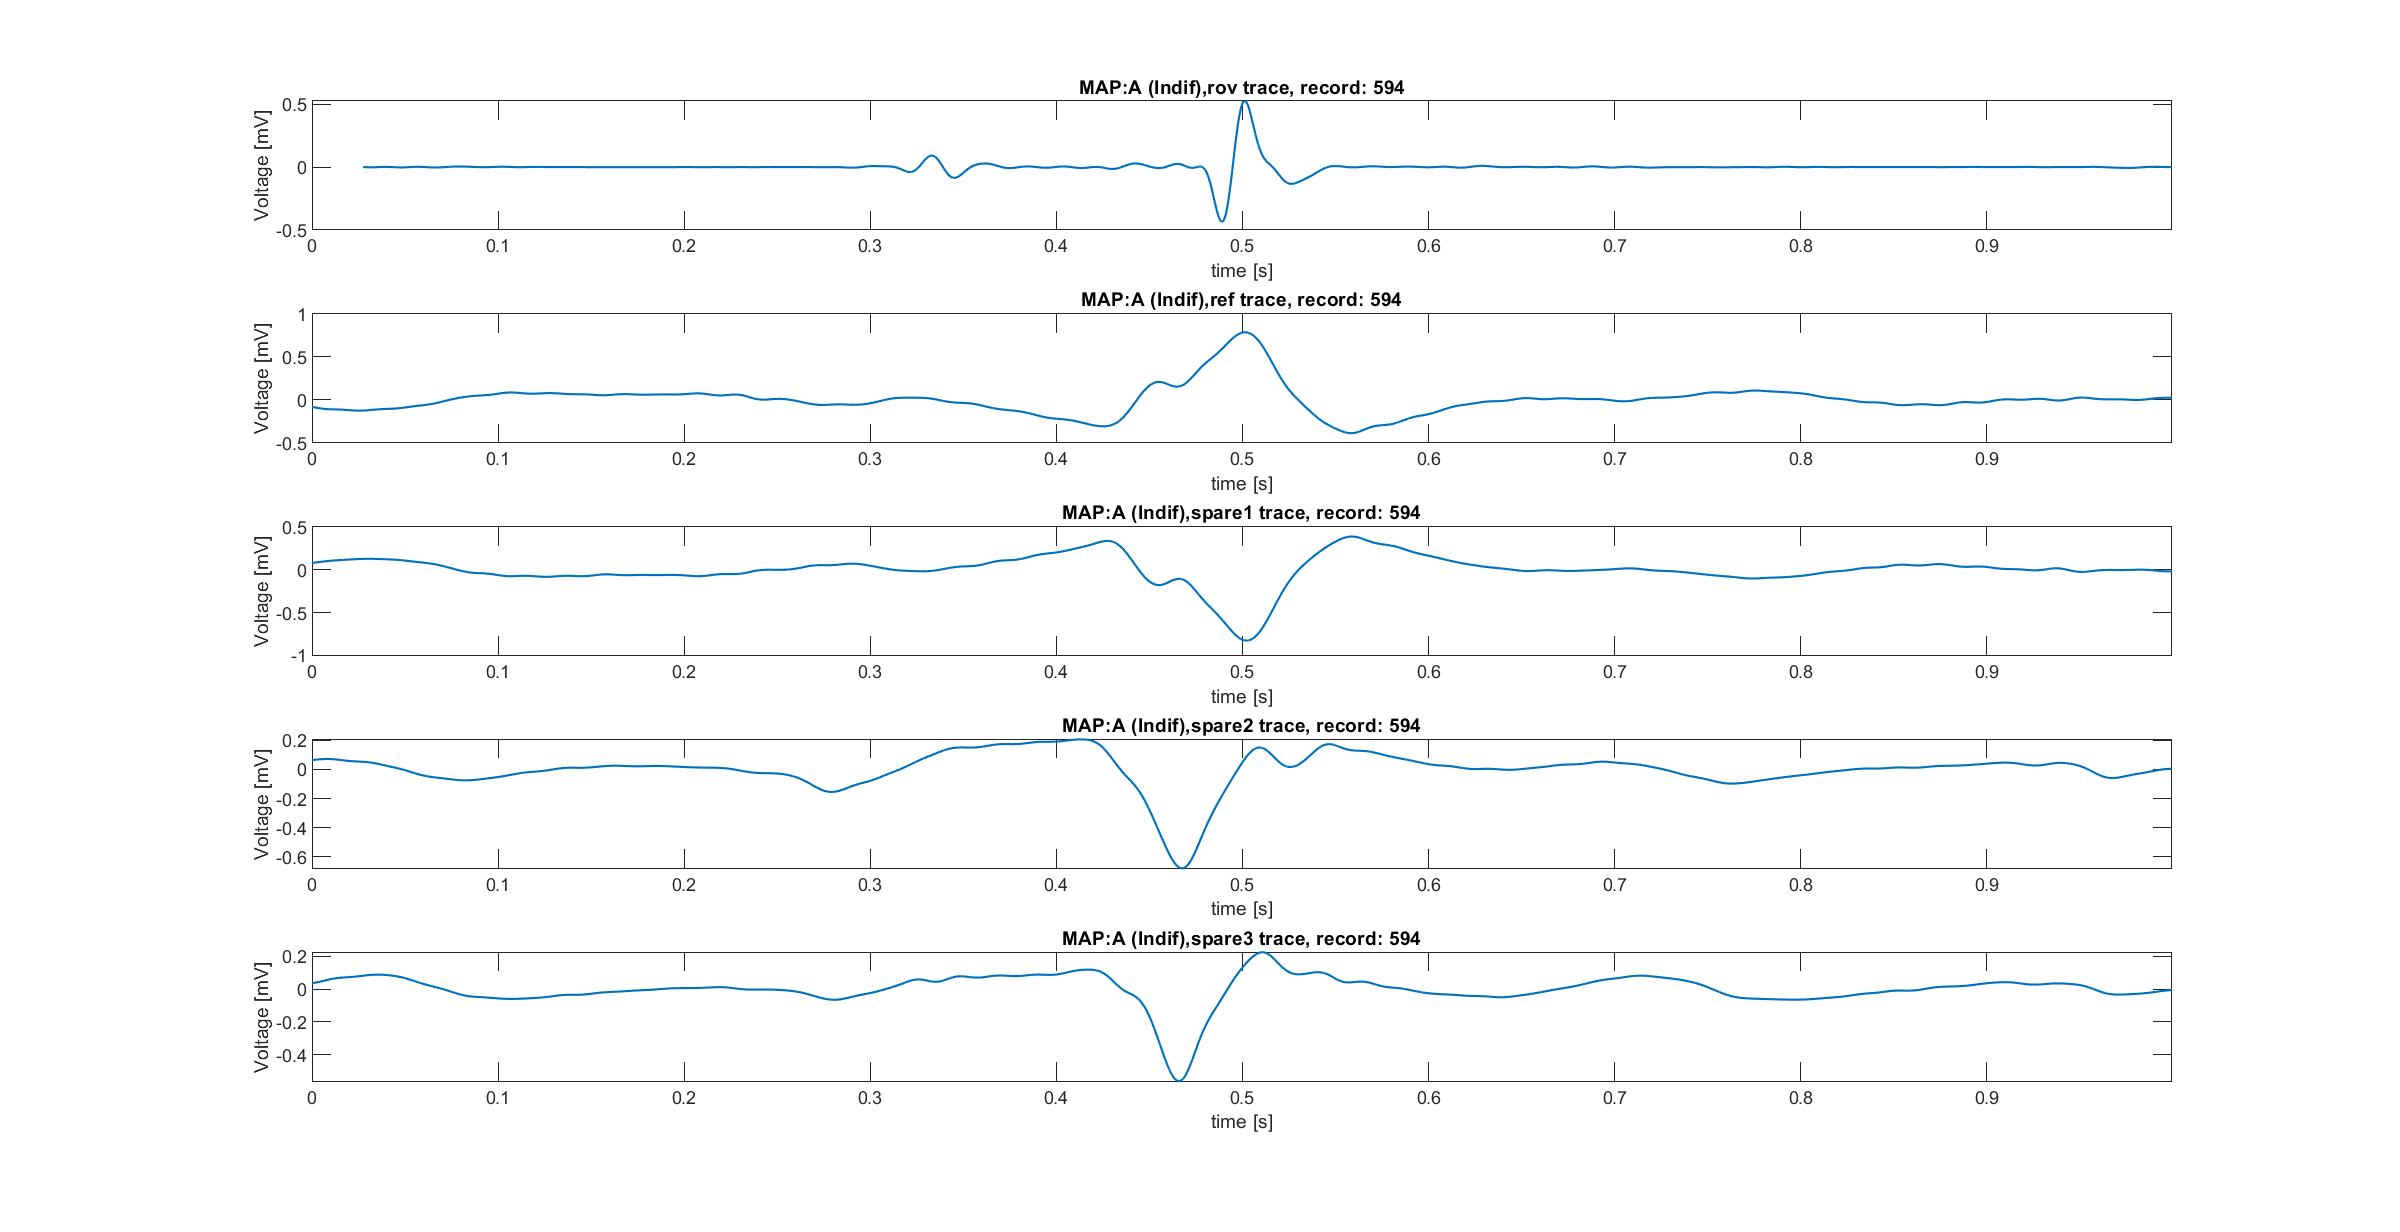 MAP:A (Indif),rov trace, record: 594
Voltage [mV]
0.5
0
-0.5
0 0.1 0.2 0.3 0.4 0.5 0.6 0.7 0.8 0.9
time [s]
MAP:A (Indif),ref trace, record: 594
Voltage [mV]
1
0.5
0
-0.5
0 0.1 0.2 0.3 0.4 0.5 0.6 0.7 0.8 0.9
time [s]
MAP:A (Indif),spare1 trace, record: 594
Voltage [mV]
0.5
0
-0.5
-1
0 0.1 0.2 0.3 0.4 0.5 0.6 0.7 0.8 0.9
time [s]
MAP:A (Indif),spare2 trace, record: 594
Voltage [mV]
0.2
0
-0.2
-0.4
-0.6
0 0.1 0.2 0.3 0.4 0.5 0.6 0.7 0.8 0.9
time [s]
MAP:A (Indif),spare3 trace, record: 594
Voltage [mV]
0.2
0
-0.2
-0.4
0 0.1 0.2 0.3 0.4 0.5 0.6 0.7 0.8 0.9
time [s]